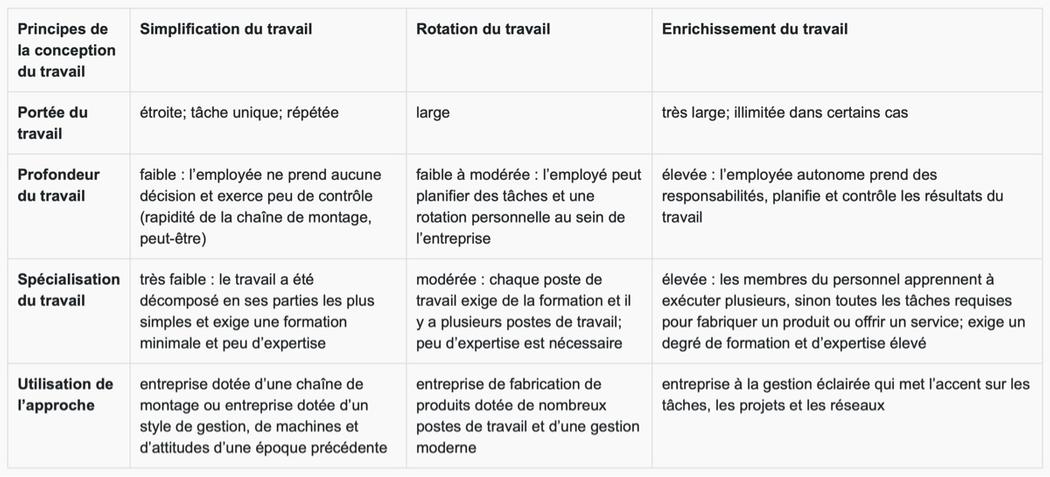 Principes de
la conception
du travail
Simplification du travail
Rotation du travail
Enrichissement du travail
Portée du
travail
étroite; tâche unique; répétée
large
très large; illimitée dans certains cas
Profondeur
du travail
faible : l’employée ne prend aucune
décision et exerce peu de contrôle
(rapidité de la chaîne de montage,
peut-être)
faible à modérée : l’employé peut
planifier des tâches et une
rotation personnelle au sein de
l’entreprise
élevée : l’employée autonome prend des
responsabilités, planifie et contrôle les résultats du
travail
Spécialisation
du travail
très faible : le travail a été
décomposé en ses parties les plus
simples et exige une formation
minimale et peu d’expertise
modérée : chaque poste de
travail exige de la formation et il
y a plusieurs postes de travail;
peu d’expertise est nécessaire
élevée : les membres du personnel apprennent à
exécuter plusieurs, sinon toutes les tâches requises
pour fabriquer un produit ou offrir un service; exige un
degré de formation et d’expertise élevé
Utilisation de
l’approche
entreprise dotée d’une chaîne de
montage ou entreprise dotée d’un
style de gestion, de machines et
d’attitudes d’une époque précédente
entreprise de fabrication de
produits dotée de nombreux
postes de travail et d’une gestion
moderne
entreprise à la gestion éclairée qui met l’accent sur les
tâches, les projets et les réseaux